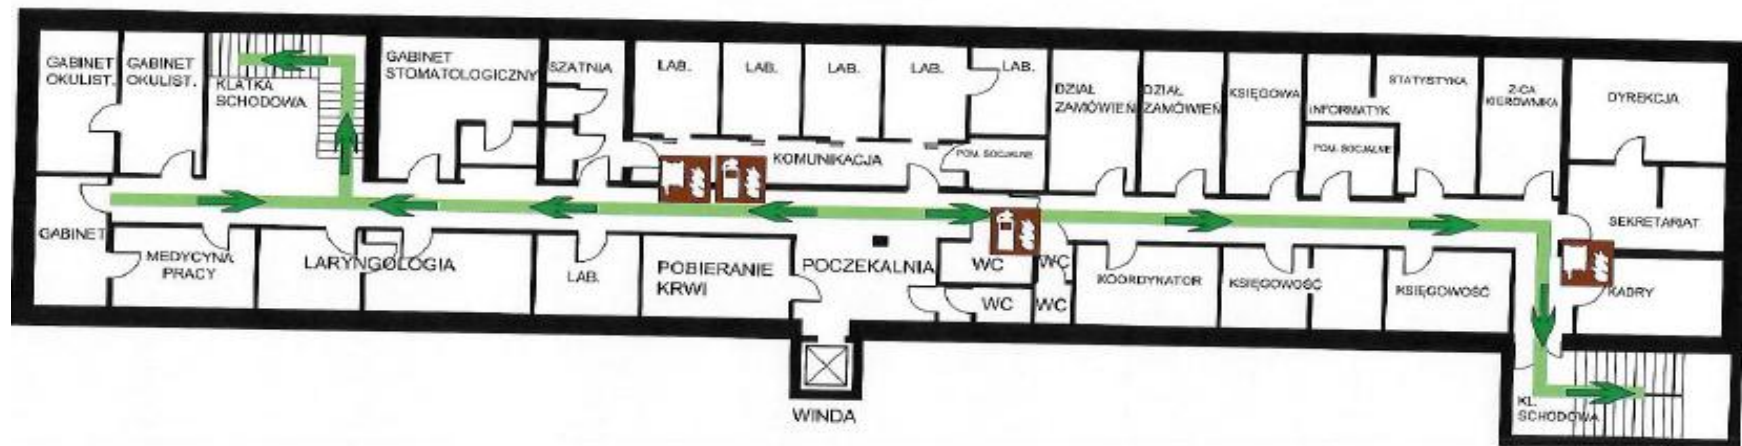 GABINET
OKULIST.
GABINET
OKULIST.
KLATKA
SCHODOWA
GABINET
STOMATOLOGICZNY
SZATNIA
LAB.
LAB.
LAB.
LAB.
LAB.
DZIAŁ
ZAMÓWIEŃ
DZIAŁ
ZAMÓWIEŃ
KSIĘGOWA
INFORMATYK
STATYSTYKA
Z-CA
KIEROWNIKA
DYREKCJA
KOMUNIKACJA
POM. SOCJALNE
POM. SOCJALNE
GABINET
MEDYCYNA
PRACY
LARYNGOLOGIA
LAB.
POBIERANIE
KRWI
POCZEKALNIA
WC
WC
WC
WC
KOORDYNATOR
KSIĘGOWOŚĆ
KSIĘGOWOŚĆ
SEKRETARIAT
KADRY
WINDA
KL.
SCHODOWA